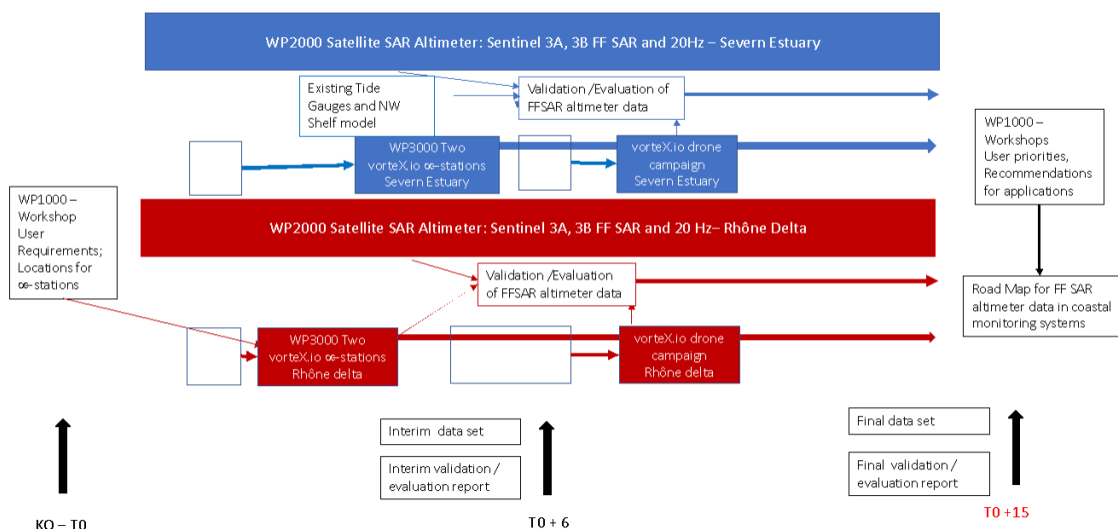 WP2000 Satellite SAR Altimeter: Sentinel 3A, 3B FF SAR and 20Hz – Severn Estuary
Existing Tide
Gauges and NW
Shelf model
Validation /Evaluation of
FFSAR altimeter data
WP3000 Two
vorteX.io ∞-stations
Severn Estuary
vorteX.io drone
campaign
Severn Estuary
WP1000 –
Workshops
User priorities,
Recommendations
for applications
WP1000 –
Workshop
User
Requirements;
Locations for
∞-stations
WP2000 Satellite SAR Altimeter: Sentinel 3A, 3B FF SAR and 20 Hz– Rhône Delta
Validation /Evaluation
of FFSAR altimeter data
Road Map for FF SAR
altimeter data in coastal
monitoring systems
WP3000 Two
vorteX.io ∞-stations
Rhône delta
vorteX.io drone
campaign
Rhône delta
Interim data set
Interim validation /
evaluation report
Final data set
Final validation /
evaluation report
KO – T0
T0 + 6
T0 +15